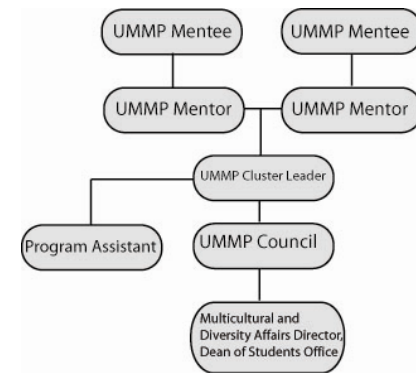 UMMP Mentee
UMMP Mentee
UMMP Mentor
UMMP Mentor
UMMP Cluster Leader
Program Assistant
UMMP Council
Multicultural and
Diversity Affairs Director,
Dean of Students Office